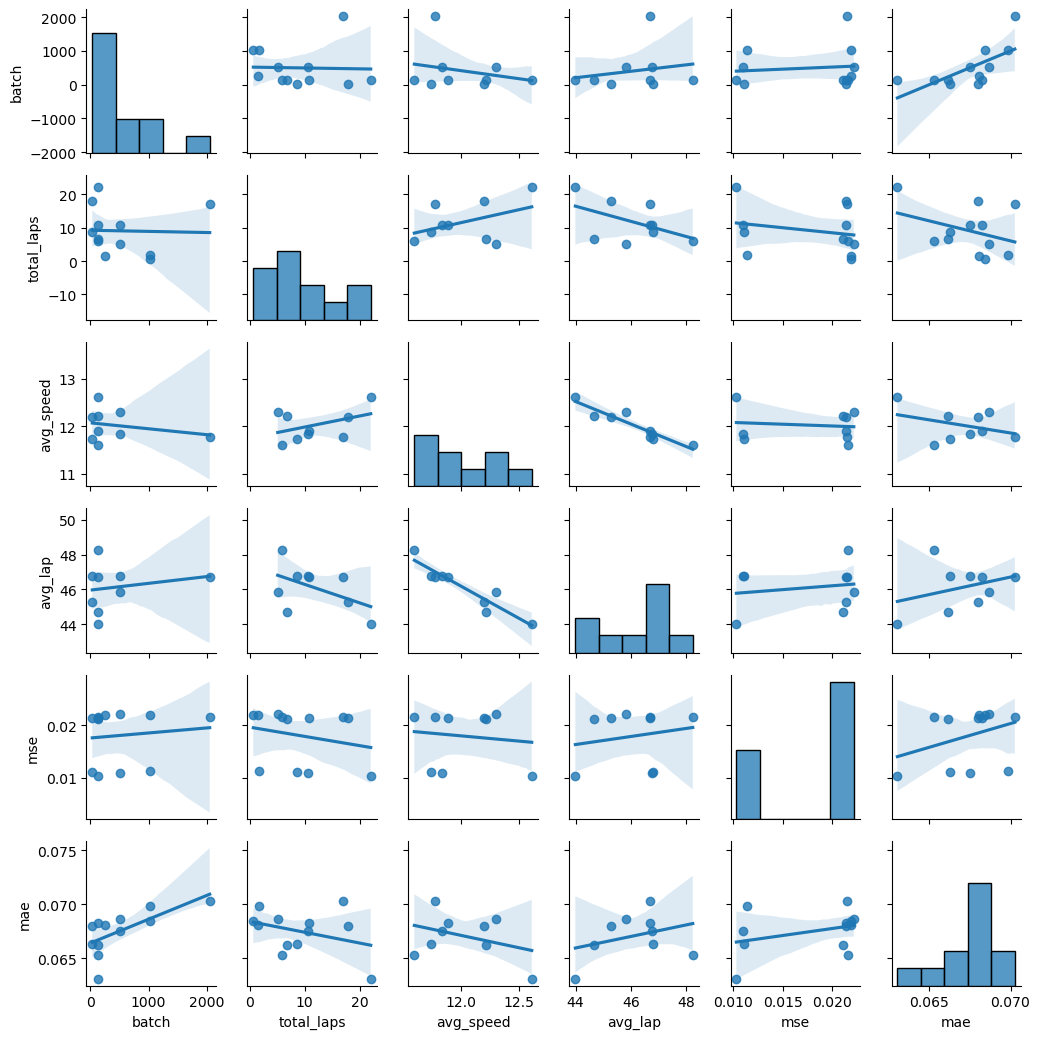 2000
1000
0
−1000
−2000
batch
20
10
0
−10
total_laps
13
12
11
avg_speed
50
48
46
44
avg_lap
0.02
0.01
mse
0.075
0.070
0.065
mae
0 1000 2000
0 10 20
12.0 12.5
44 46 48
0.010 0.015 0.020
0.065 0.070
batch total_laps avg_speed avg_lap mse mae